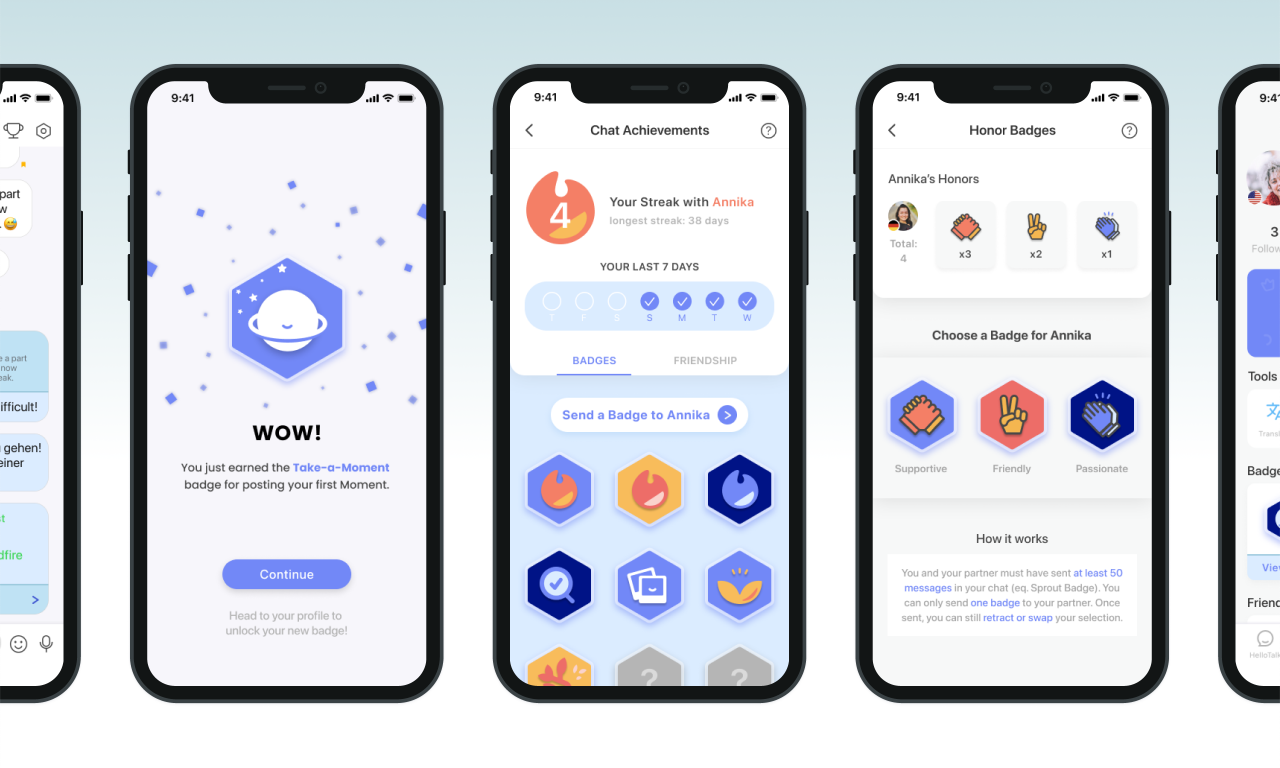 part
w
e a part
now
eak.
ifficult!
gehen!
einer
st
dfire
9:41
WOW!
You just earned the Take-a-Moment
badge for posting your first Moment.
Continue
Head to your profile to
unlock your new badge!
9:41
Chat Achievements
4
Your Streak with Annika
longest streak: 38 days
YOUR LAST 7 DAYS
T F S S M T W
BADGES FRIENDSHIP
Send a Badge to Annika
? ?
9:41
Honor Badges
Annika's Honors
Total:
4
x3 x2 x1
Choose a Badge for Annika
Supportive Friendly Passionate
How it works
You and your partner must have sent at least 50
messages in your chat (eq. Sprout Badge). You
can only send one badge to your partner. Once
sent, you can still retract or swap your selection.
9:41
3
Follow
Tools
Transl
Badge
View
Friend
HelloTalk